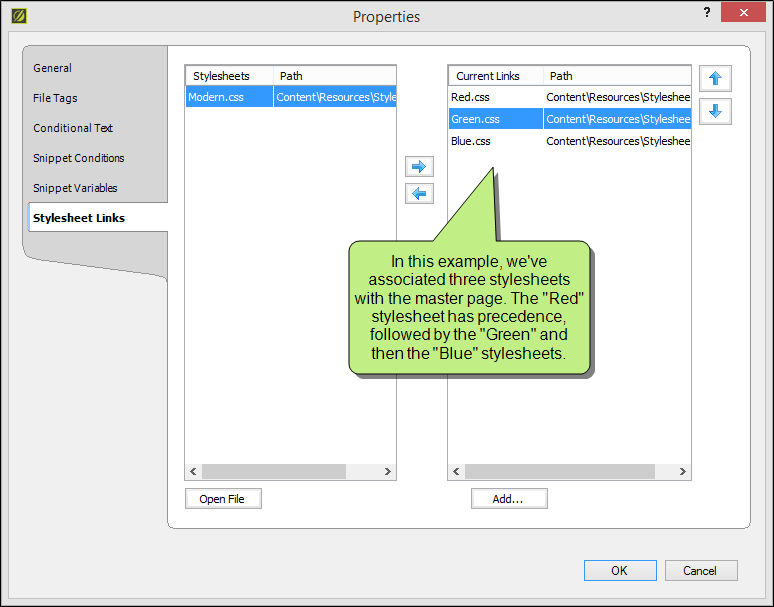 Properties
?
General
File Tags
Conditional Text
Snippet Conditions
Snippet Variables
Stylesheet Links
Stylesheets Path
Modern.css Content\Resources\Style
Open File
Current Links Path
Red.css Content\Resources\Styleshee
Green.css Content\Resources\Styleshee
Blue.css Content\Resources\Styleshee
In this example, we've
associated three stylesheets
with the master page. The "Red"
stylesheet has precedence,
followed by the "Green" and
then the "Blue" stylesheets.
Add...
OK Cancel